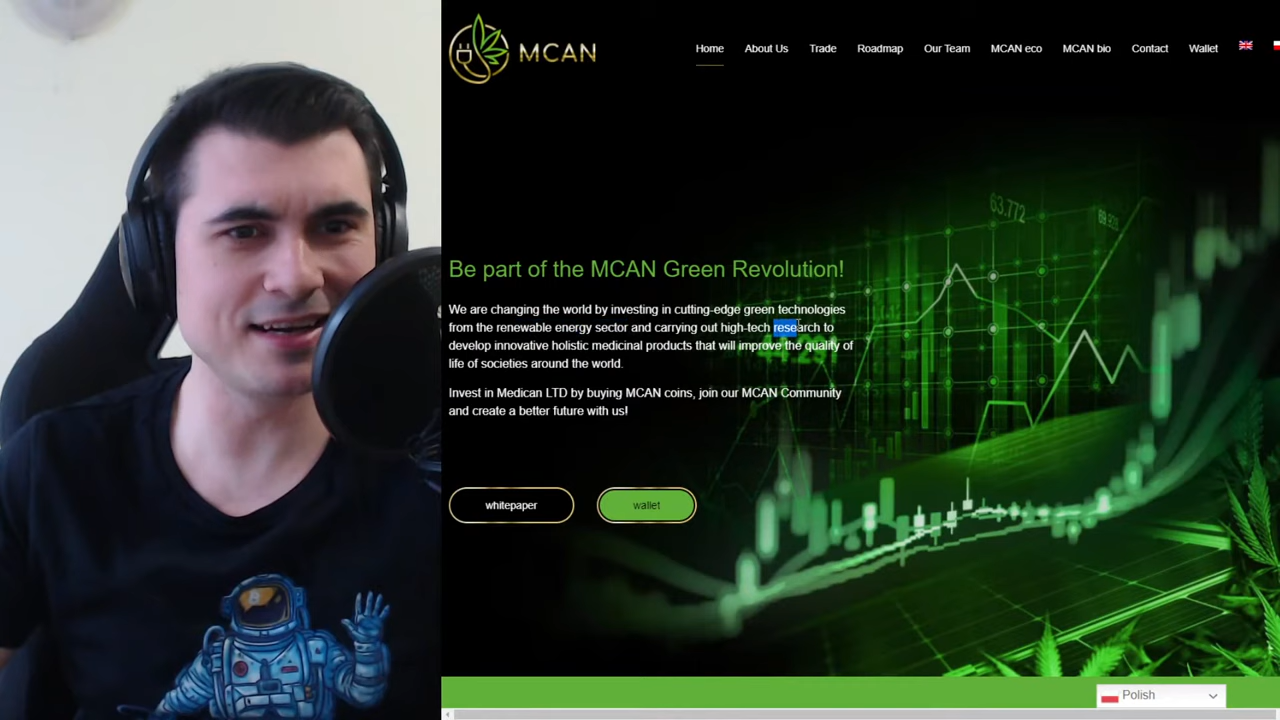 MCAN
Home About Us Trade Roadmap Our Team MCAN eco MCAN bio Contact Wallet
63.772
Be part of the MCAN Green Revolution!
We are changing the world by investing in cutting-edge green technologies
from the renewable energy sector and carrying out high-tech research to
develop innovative holistic medicinal products that will improve the quality of
life of societies around the world.
Invest in Medican LTD by buying MCAN coins, join our MCAN Community
and create a better future with us!
whitepaper wallet
Polish